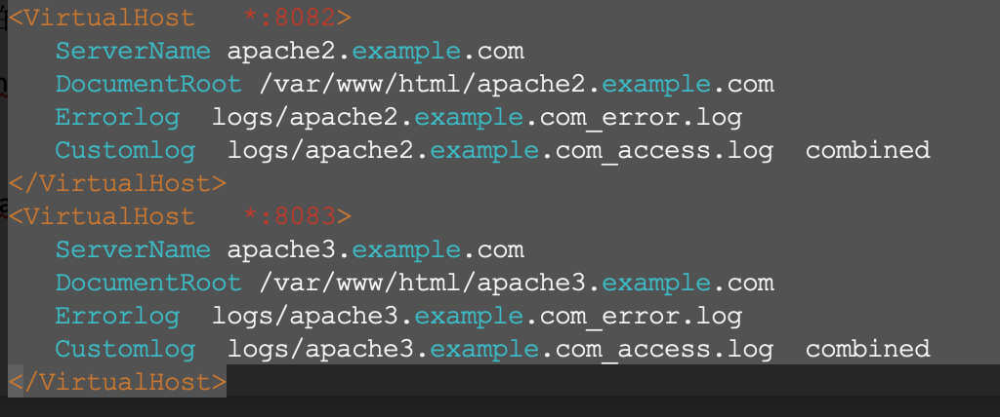 <VirtualHost   *:8082>
   ServerName apache2.example.com
   DocumentRoot /var/www/html/apache2.example.com
   Errorlog  logs/apache2.example.com_error.log
   Customlog  logs/apache2.example.com_access.log  combined
</VirtualHost>
<VirtualHost   *:8083>
   ServerName apache3.example.com
   DocumentRoot /var/www/html/apache3.example.com
   Errorlog  logs/apache3.example.com_error.log
   Customlog  logs/apache3.example.com_access.log  combined
</VirtualHost>